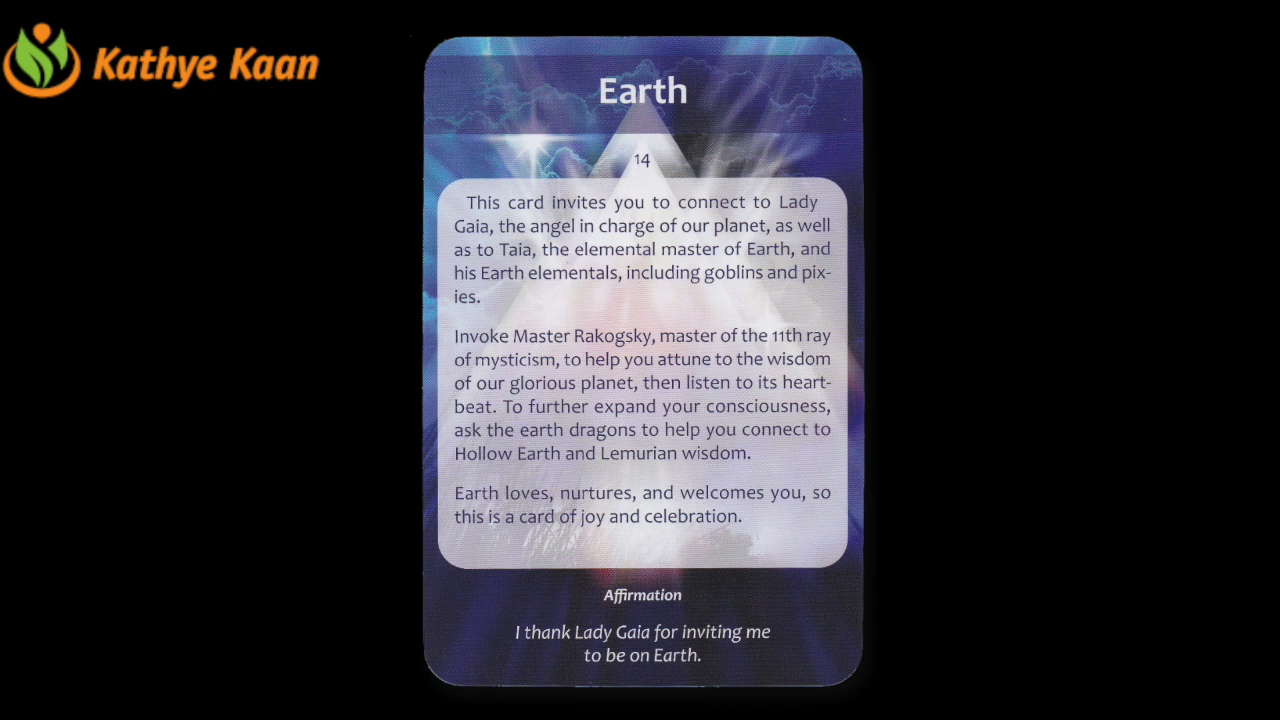 Kathye Kaan
Earth
14
This card invites you to connect to Lady
Gaia, the angel in charge of our planet, as well
as to Taia, the elemental master of Earth, and
his Earth elementals, including goblins and pix-
ies.
Invoke Master Rakogsky, master of the 11th ray
of mysticism, to help you attune to the wisdom
of our glorious planet, then listen to its heart-
beat. To further expand your consciousness,
ask the earth dragons to help you connect to
Hollow Earth and Lemurian wisdom.
Earth loves, nurtures, and welcomes you, so
this is a card of joy and celebration.
Affirmation
I thank Lady Gaia for inviting me
to be on Earth.